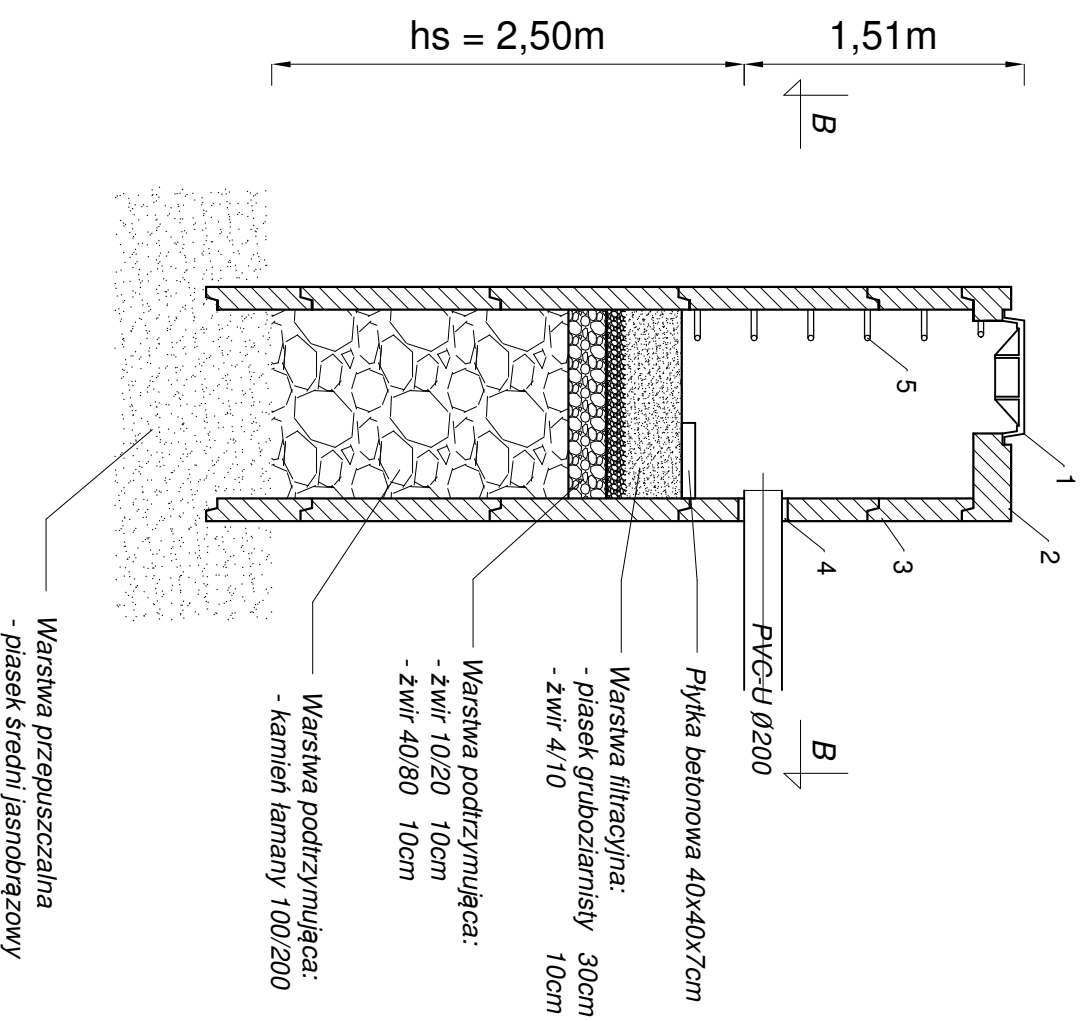 hs = 2,50m
1,51m
B
B
1
2
3
4
5
PVC-U Ø200
Płytka betonowa 40x40x7cm
Warstwa filtracyjna:
- piasek gruboziarnisty 30cm
- żwir 4/10 10cm
Warstwa podtrzymująca:
- żwir 10/20 10cm
- żwir 40/80 10cm
Warstwa podtrzymująca:
- kamień łamany 100/200
Warstwa przepuszczalna
- piasek średni jasnobrązowy